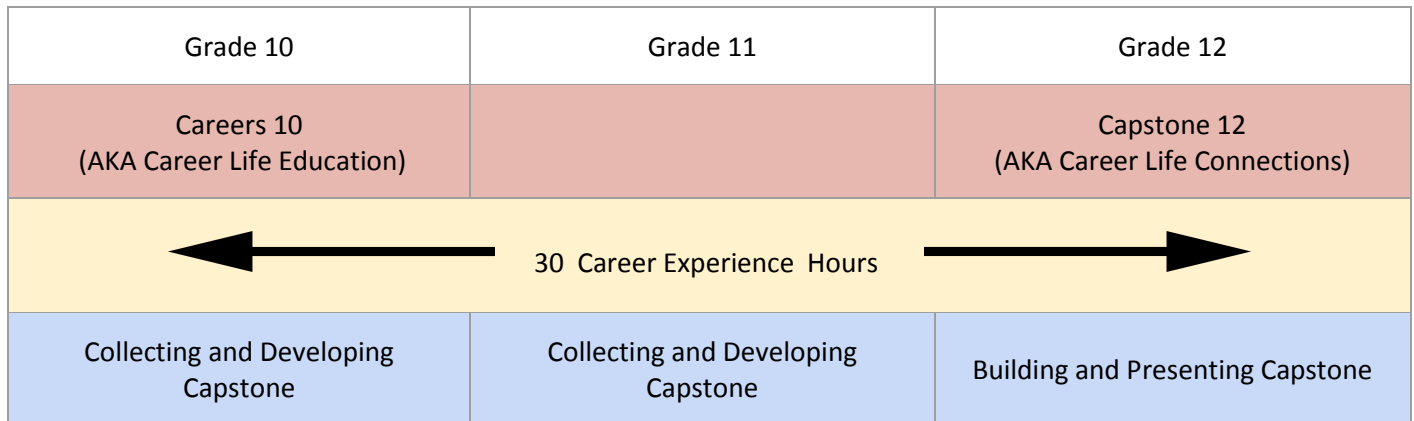 Grade 10
Grade 11
Grade 12
Careers 10
(AKA Career Life Education)
Capstone 12
(AKA Career Life Connections)
30 Career Experience Hours
Collecting and Developing
Capstone
Collecting and Developing
Capstone
Building and Presenting Capstone